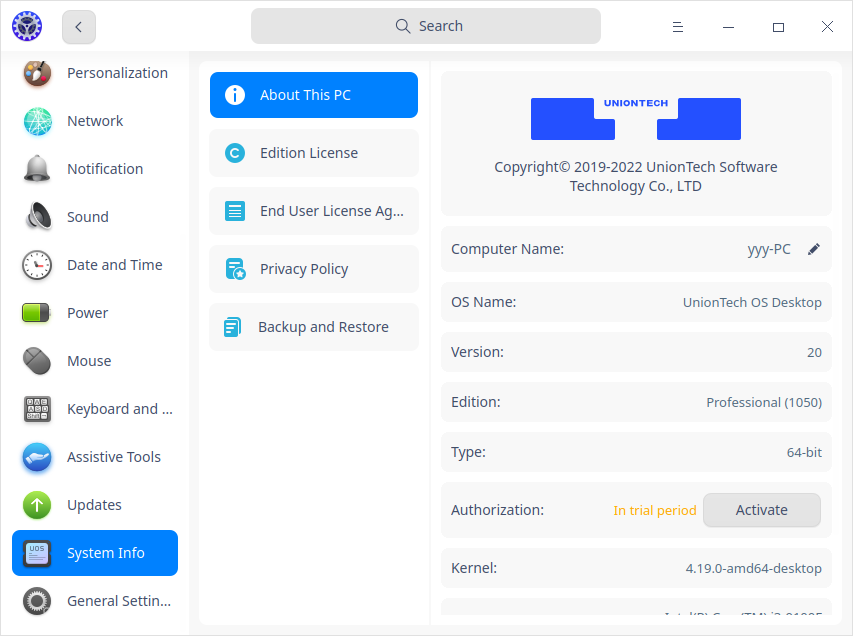 Search
Personalization
Network
Notification
Sound
Date and Time
Power
Mouse
Keyboard and ...
Assistive Tools
Updates
UOS
System Info
General Settin...
About This PC
Edition License
End User License Ag...
Privacy Policy
Backup and Restore
UNIONTECH
Copyright© 2019-2022 UnionTech Software
Technology Co., LTD
Computer Name: yyy-PC
OS Name: UnionTech OS Desktop
Version: 20
Edition: Professional (1050)
Type: 64-bit
Authorization: In trial period Activate
Kernel: 4.19.0-amd64-desktop